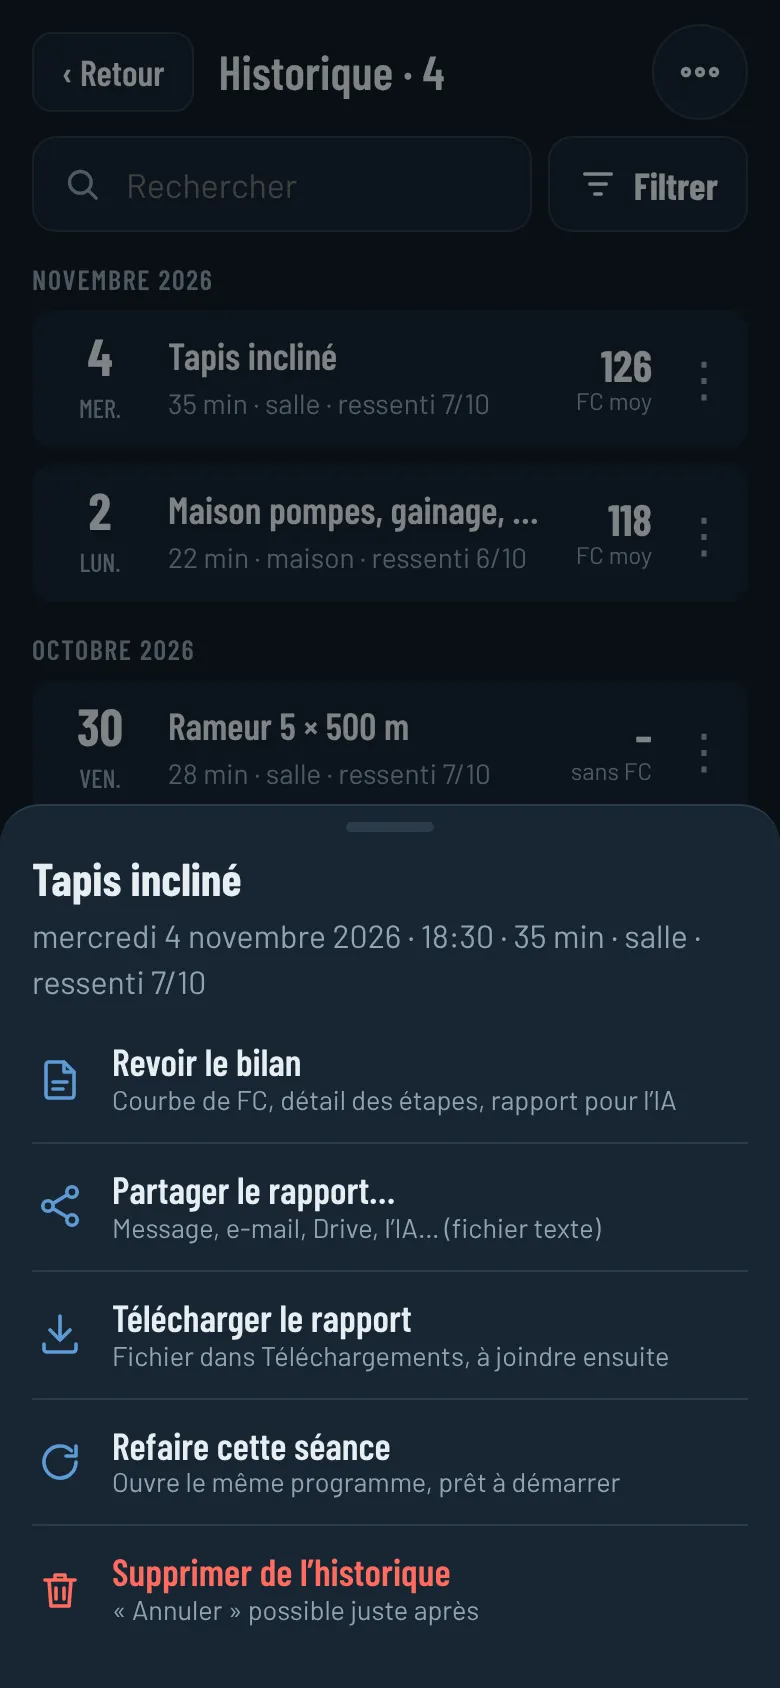 ‹ Retour
Historique · 4
Rechercher
Filtrer
NOVEMBRE 2026
4
MER.
Tapis incliné
35 min · salle · ressenti 7/10
126
FC moy
2
LUN.
Maison pompes, gainage, ...
22 min · maison · ressenti 6/10
118
FC moy
OCTOBRE 2026
30
VEN.
Rameur 5 × 500 m
28 min · salle · ressenti 7/10
–
sans FC
Tapis incliné
mercredi 4 novembre 2026 · 18:30 · 35 min · salle ·
ressenti 7/10
Revoir le bilan
Courbe de FC, détail des étapes, rapport pour l’IA
Partager le rapport…
Message, e-mail, Drive, l’IA… (fichier texte)
Télécharger le rapport
Fichier dans Téléchargements, à joindre ensuite
Refaire cette séance
Ouvre le même programme, prêt à démarrer
Supprimer de l’historique
« Annuler » possible juste après